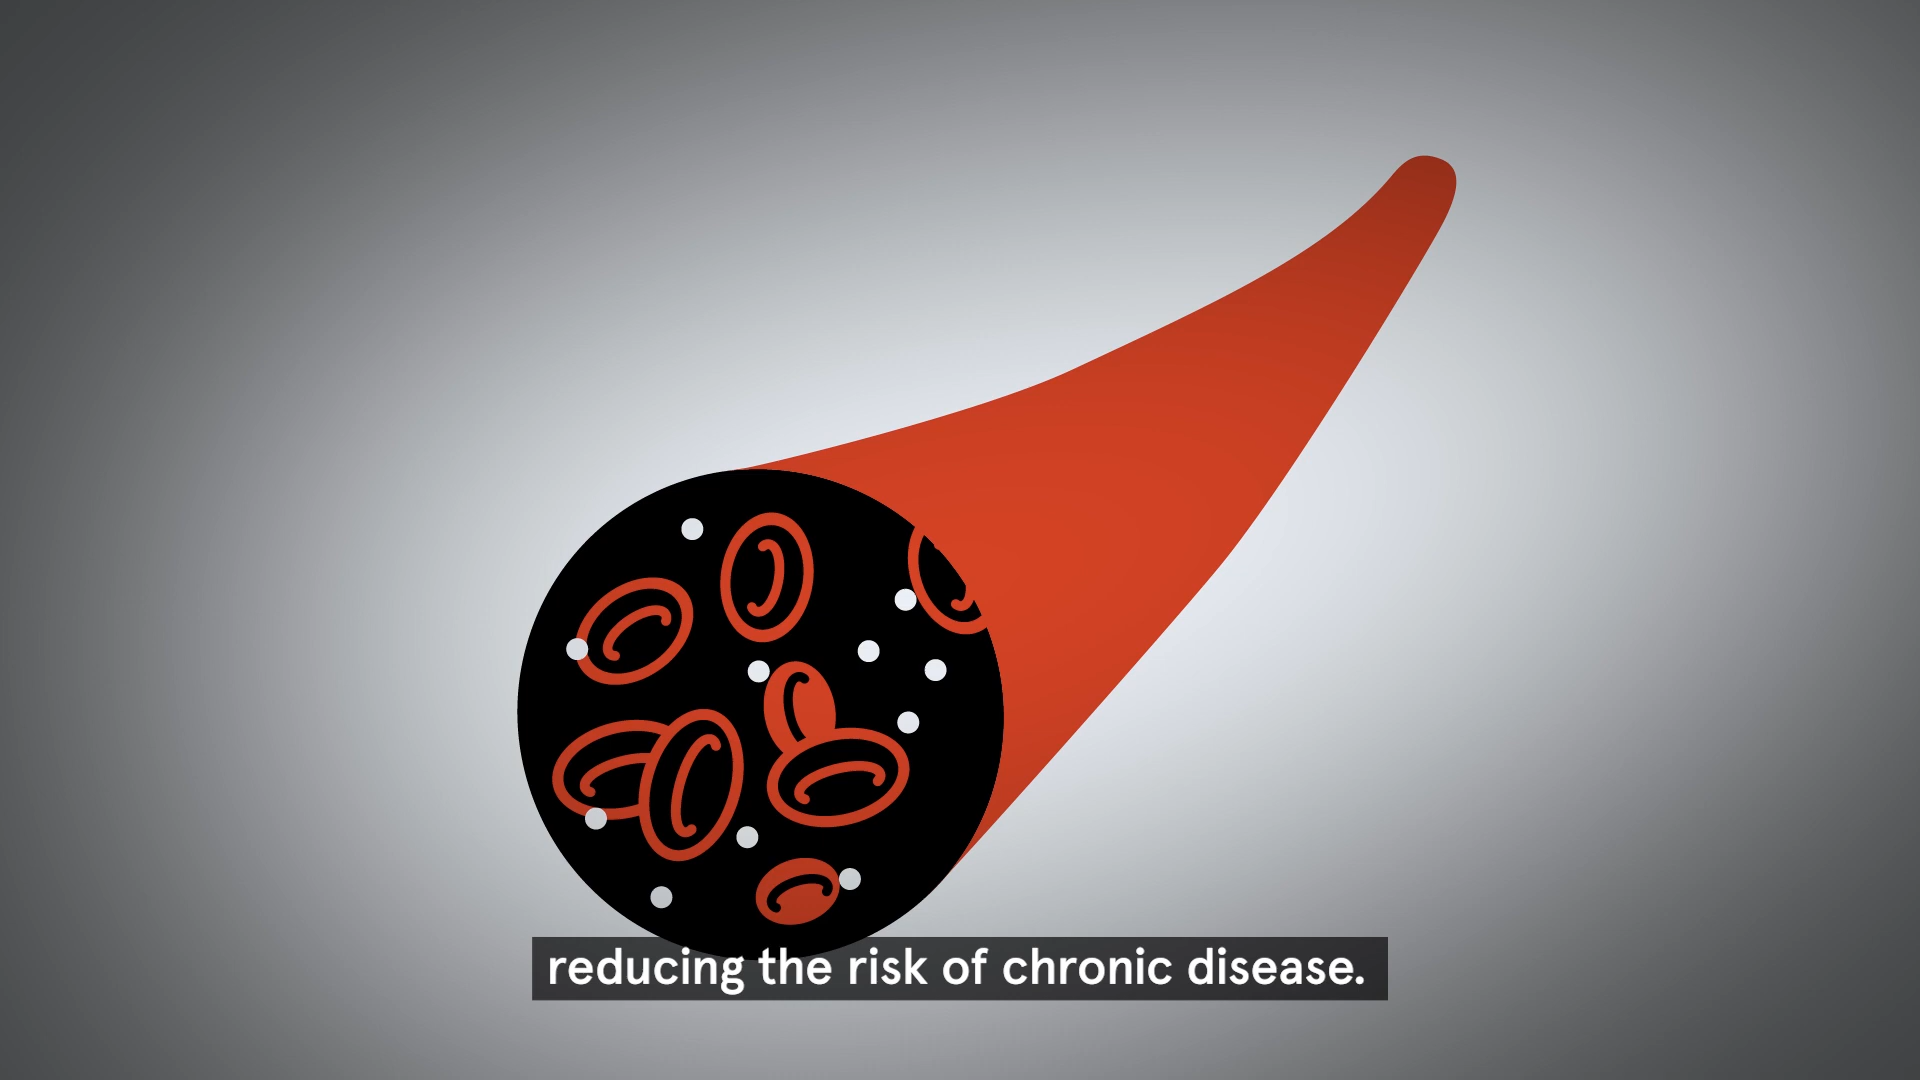 reducing the risk of chronic disease.